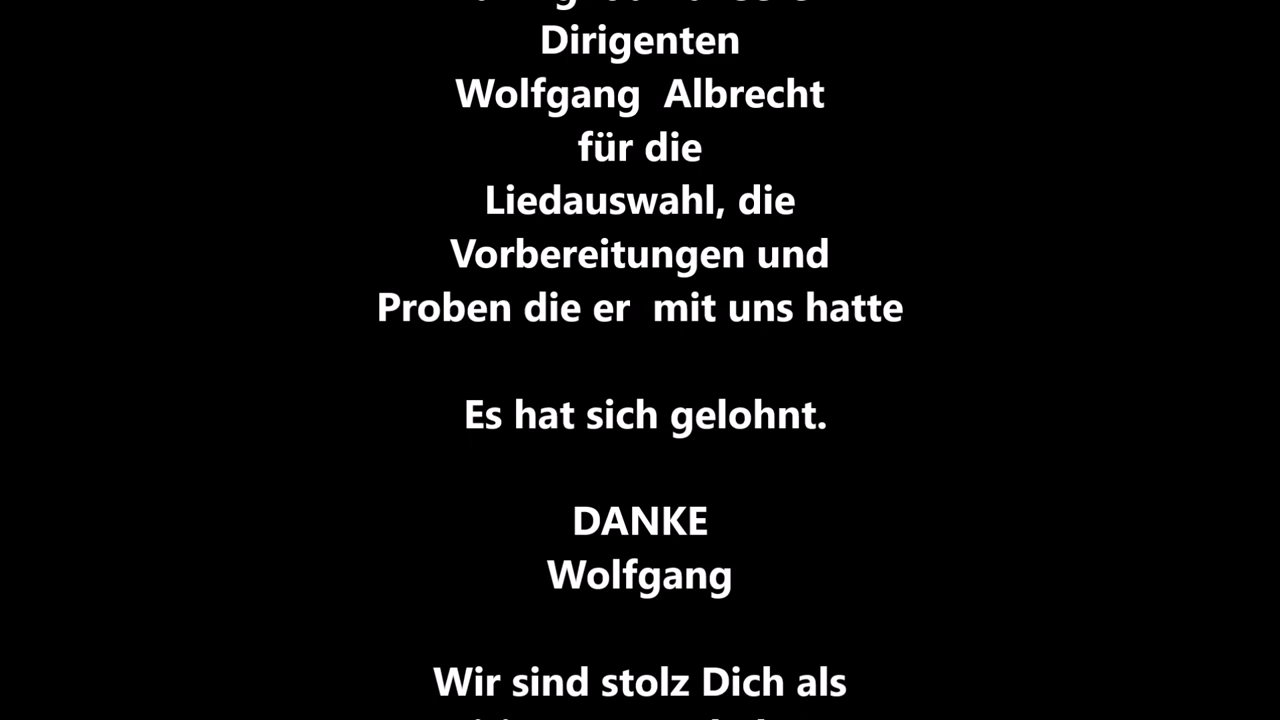 Dirigenten
Wolfgang  Albrecht
für die
Liedauswahl, die
Vorbereitungen und
Proben die er  mit uns hatte
Es hat sich gelohnt.
DANKE
Wolfgang
Wir sind stolz Dich als